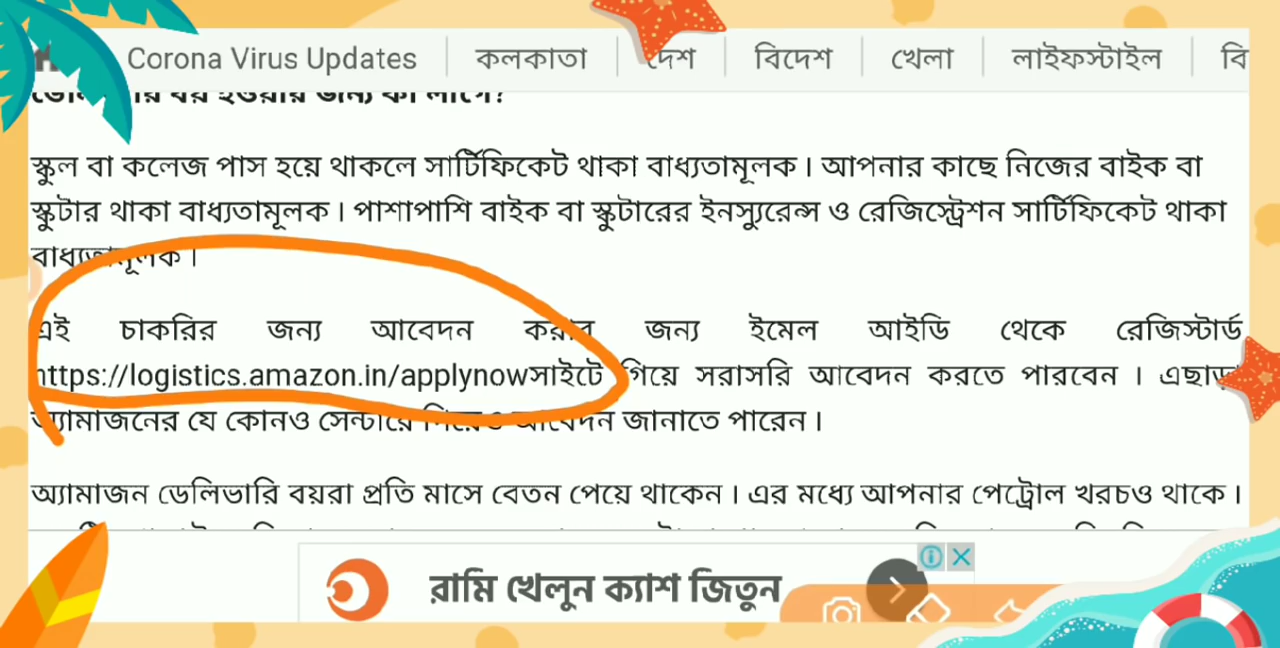 Corona Virus Updates কলকাতা দেশ বিদেশ খেলা লাইফস্টাইল বি
হওয়ার জন্য কী লাগে?
স্কুল বা কলেজ পাস হয়ে থাকলে সার্টিফিকেট থাকা বাধ্যতামূলক। আপনার কাছে নিজের বাইক বা
স্কুটার থাকা বাধ্যতামূলক। পাশাপাশি বাইক বা স্কুটারের ইনস্যুরেন্স ও রেজিস্ট্রেশন সার্টিফিকেট থাকা
বাধ্যতামূলক।
এই চাকরির জন্য আবেদন করার জন্য ইমেল আইডি থেকে রেজিস্টার্ড
https://logistics.amazon.in/applynowসাইটে গিয়ে সরাসরি আবেদন করতে পারবেন। এছাড়া
অ্যামাজনের যে কোনও সেন্টারে গিয়েও আবেদন জানাতে পারেন।
অ্যামাজন ডেলিভারি বয়রা প্রতি মাসে বেতন পেয়ে থাকেন। এর মধ্যে আপনার পেট্রোল খরচও থাকে।
রামি খেলুন ক্যাশ জিতুন